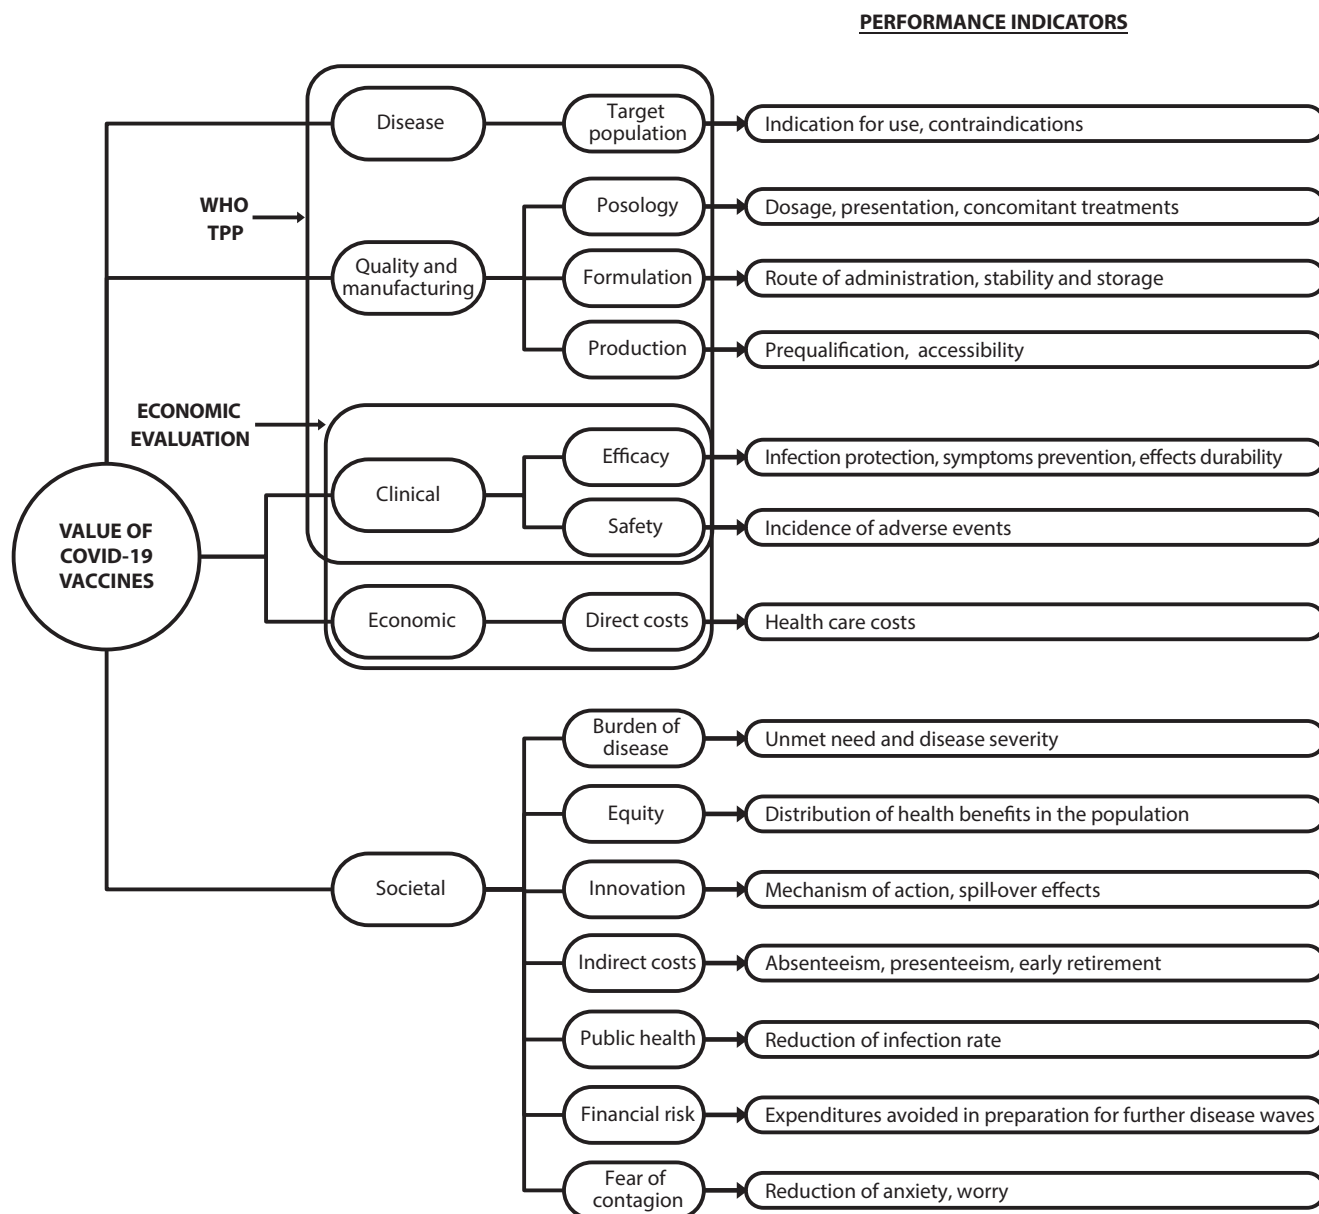 PERFORMANCE INDICATORS
Disease
Target
population
Indication for use, contraindications
WHO
TPP
Posology
Dosage, presentation, concomitant treatments
Quality and
manufacturing
Formulation
Route of administration, stability and storage
Production
Prequalification, accessibility
ECONOMIC
EVALUATION
Efficacy
Infection protection, symptoms prevention, effects durability
Clinical
Safety
Incidence of adverse events
VALUE OF
COVID-19
VACCINES
Economic
Direct costs
Health care costs
Burden of
disease
Unmet need and disease severity
Equity
Distribution of health benefits in the population
Societal
Innovation
Mechanism of action, spill-over effects
Indirect costs
Absenteeism, presenteeism, early retirement
Public health
Reduction of infection rate
Financial risk
Expenditures avoided in preparation for further disease waves
Fear of
contagion
Reduction of anxiety, worry